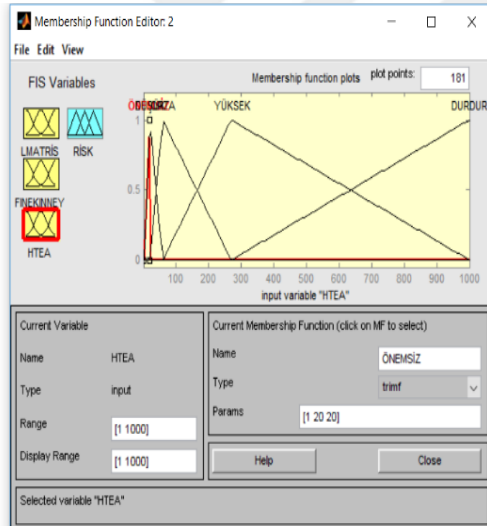 Membership Function Editor: 2
File Edit View
FIS Variables
Membership function plots
plot points:
181
YÜKSEK
DURDUR
1
0.5
0
LMATRİS
RİSK
FINEKINNEY
HTEA
100 200 300 400 500 600 700 800 900 1000
input variable "HTEA"
Current Variable
Name HTEA
Type input
Range [1 1000]
Display Range [1 1000]
Current Membership Function (click on MF to select)
Name ÖNEMSİZ
Type trimf
Params [1 20 20]
Help
Close
Selected variable "HTEA"